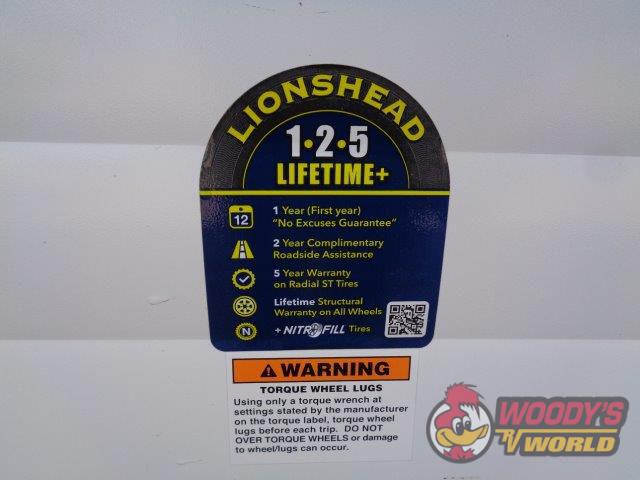 LIONSHEAD
1•2•5
LIFETIME+
12
1 Year (First year)
"No Excuses Guarantee"
2 Year Complimentary
Roadside Assistance
5 Year Warranty
on Radial ST Tires
Lifetime Structural
Warranty on All Wheels
N
+ NITROFILL Tires
WARNING
TORQUE WHEEL LUGS
Using only a torque wrench at
settings stated by the manufacturer
on the torque label, torque wheel
lugs before each trip. DO NOT
OVER TORQUE WHEELS or damage
to wheel/lugs can occur.
WOODY'S
RV WORLD